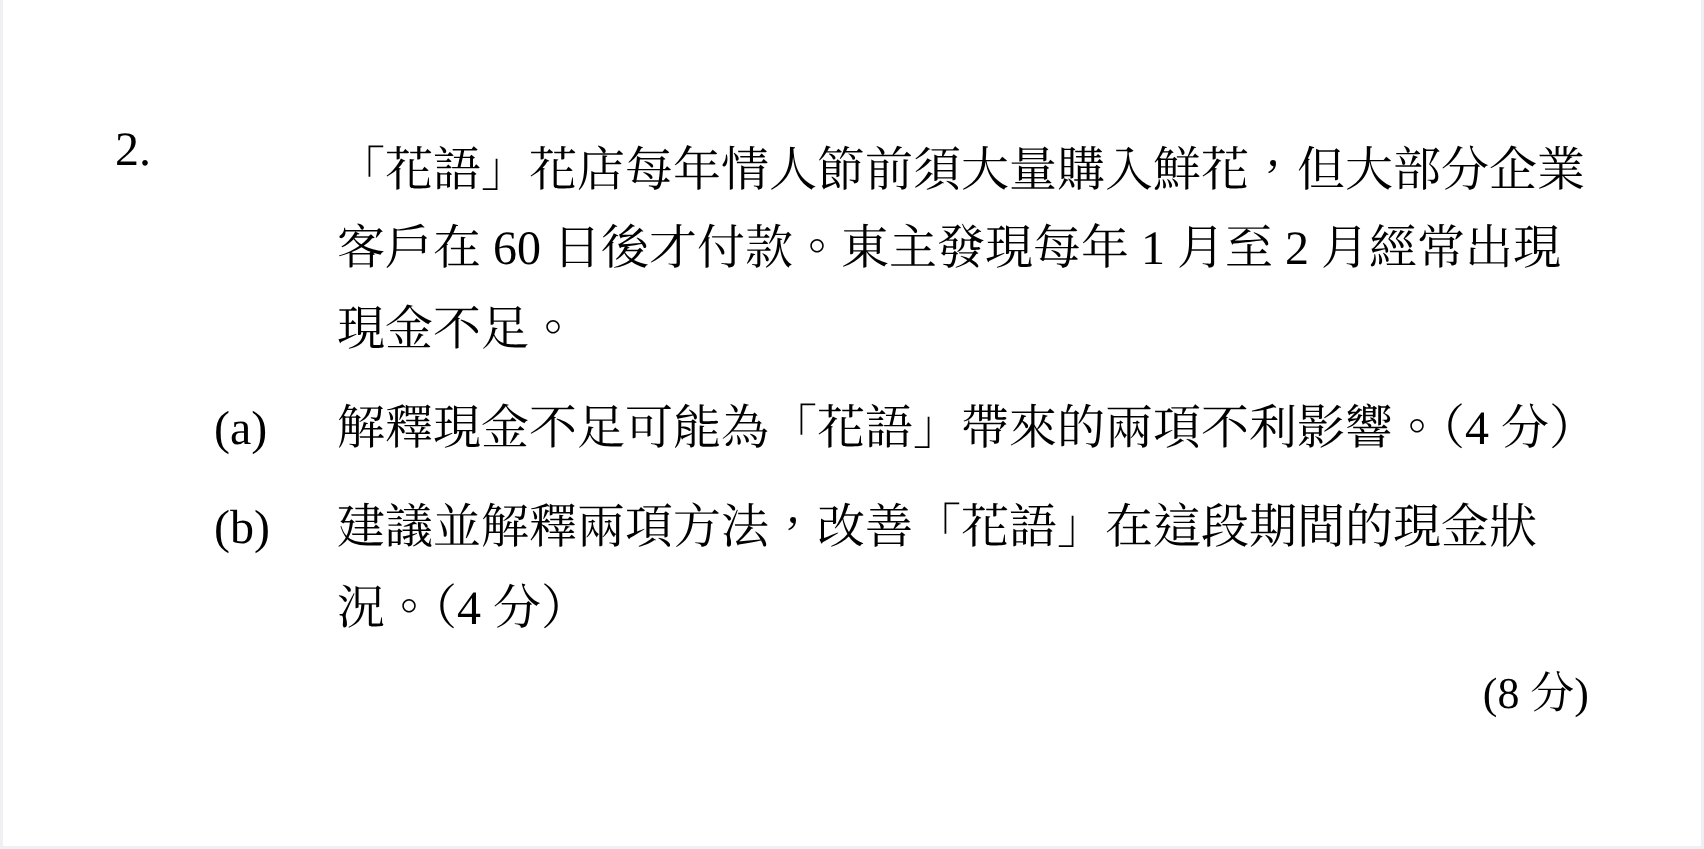 2.
「花語」花店每年情人節前須大量購入鮮花，但大部分企業
客戶在 60 日後才付款。東主發現每年 1 月至 2 月經常出現
現金不足。
(a) 解釋現金不足可能為「花語」帶來的兩項不利影響。（4 分）
(b) 建議並解釋兩項方法，改善「花語」在這段期間的現金狀
況。（4 分）
(8 分)